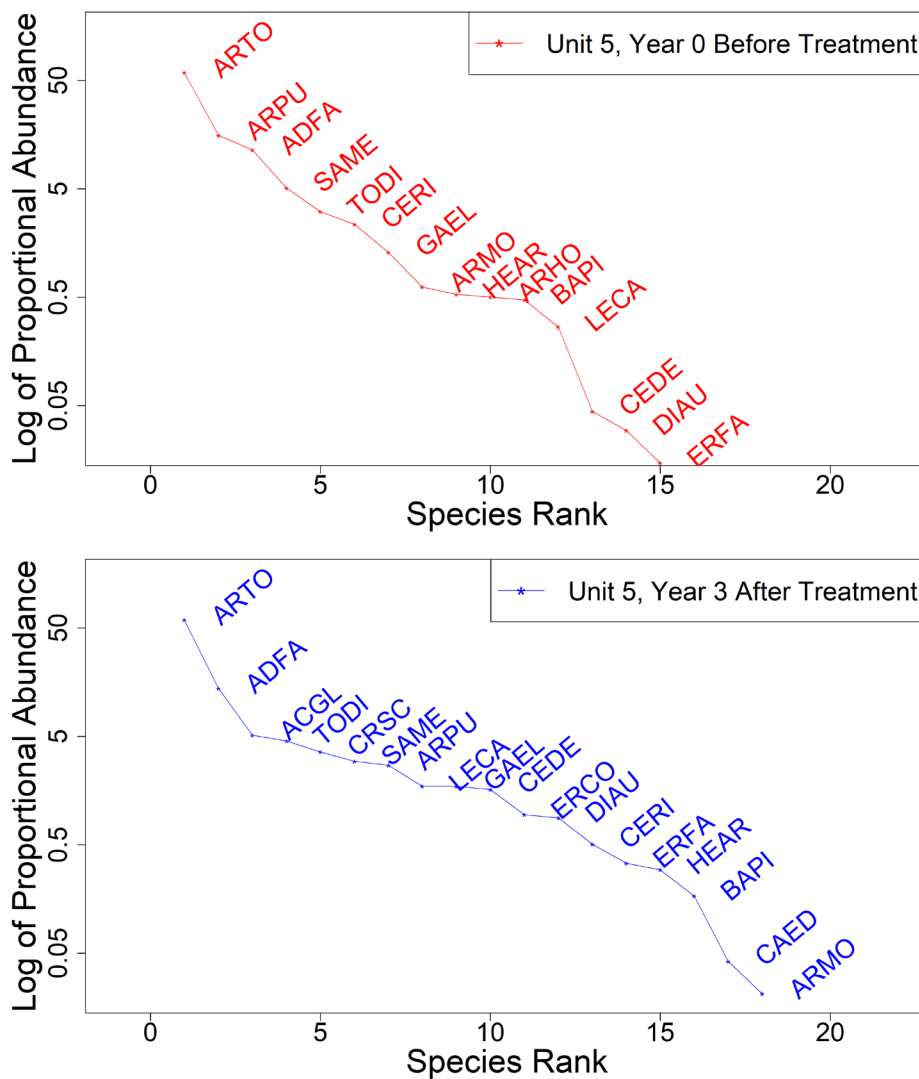 Unit 5, Year 0 Before Treatment
Log of Proportional Abundance
50
5
0.5
0.05
ARTO
ARPU
ADFA
SAME
TODI
CERI
GAEL
ARMO
HEAR
ARHO
BAPI
LECA
CEDE
DIAU
ERFA
0 5 10 15 20
Species Rank
Unit 5, Year 3 After Treatment
Log of Proportional Abundance
50
5
0.5
0.05
ARTO
ADFA
ACGL
TODI
CRSC
SAME
ARPU
LECA
GAEL
CEDE
ERCO
DIAU
CERI
ERFA
HEAR
BAPI
CAED
ARMO
0 5 10 15 20
Species Rank